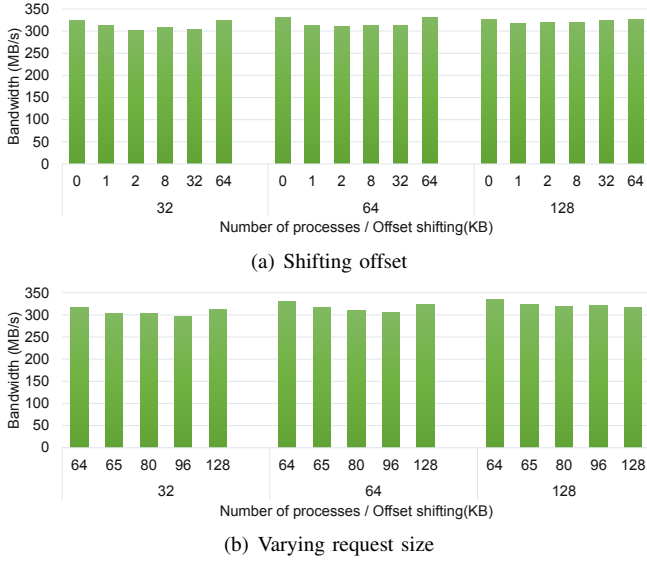 350
300
250
200
150
100
50
0
Bandwidth (MB/s)
0 1 2 8 32 64 0 1 2 8 32 64 0 1 2 8 32 64
32 64 128
Number of processes / Offset shifting(KB)
(a) Shifting offset
350
300
250
200
150
100
50
0
Bandwidth (MB/s)
64 65 80 96 128 64 65 80 96 128 64 65 80 96 128
32 64 128
Number of processes / Offset shifting(KB)
(b) Varying request size